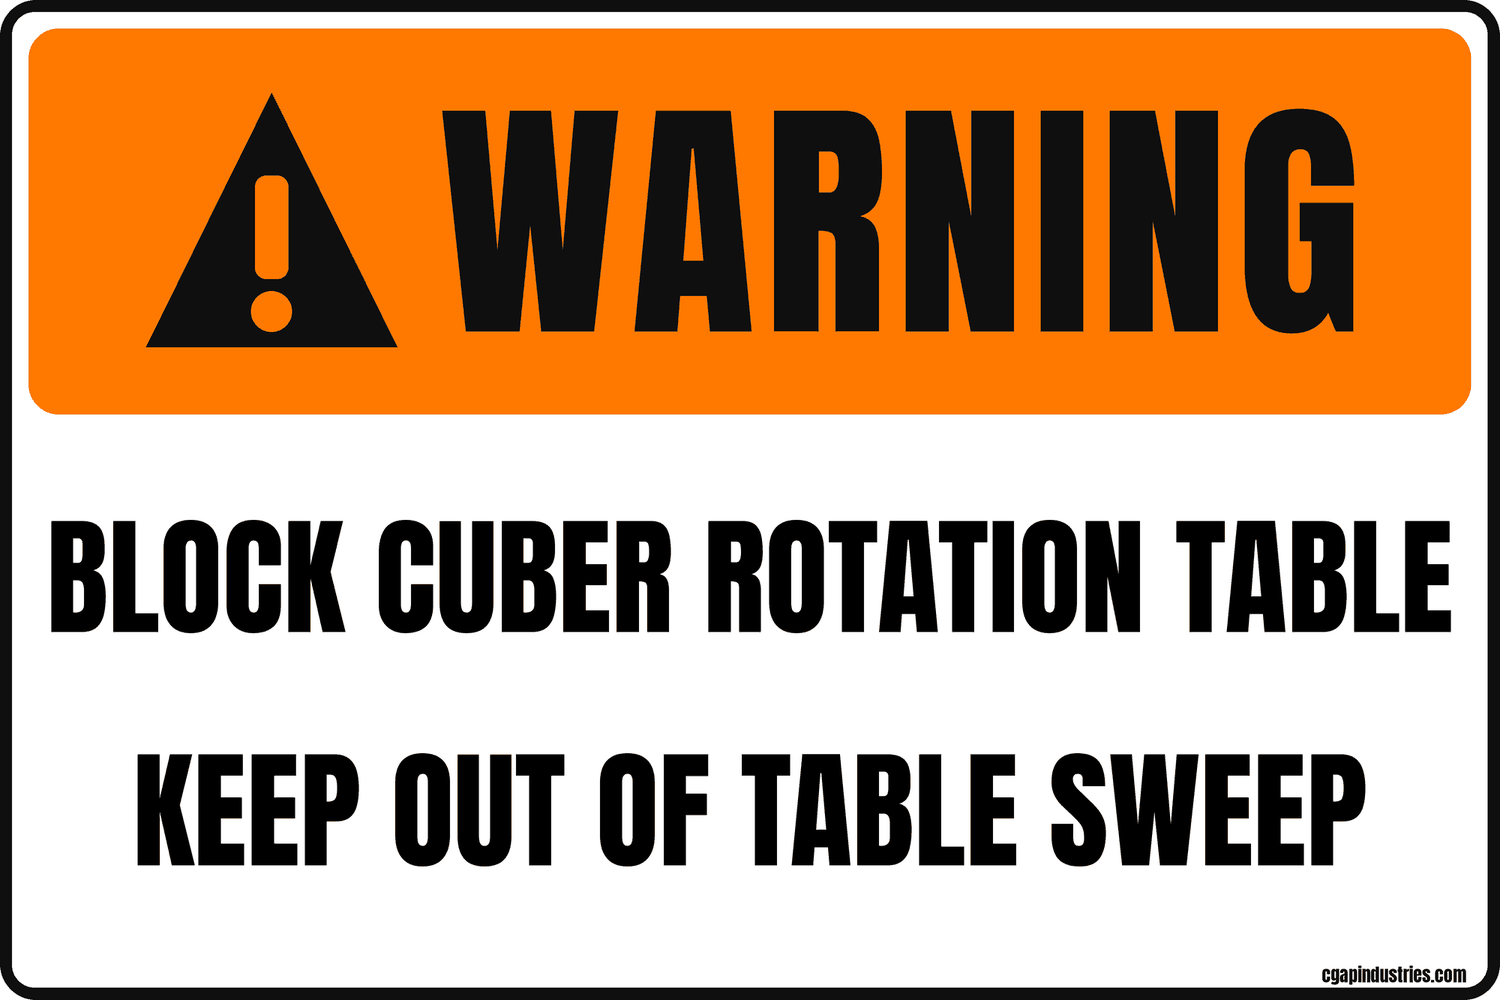 WARNING
BLOCK CUBER ROTATION TABLE
KEEP OUT OF TABLE SWEEP
cgapindustries.com